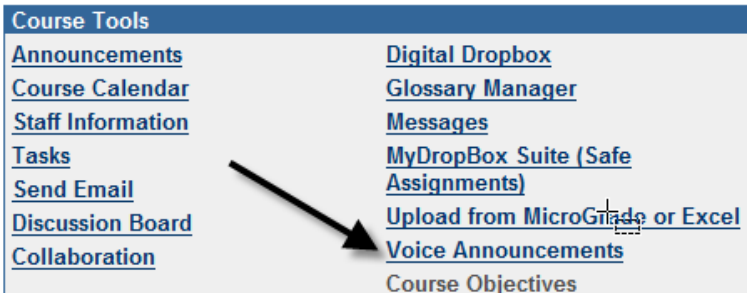 Course Tools
Announcements
Course Calendar
Staff Information
Tasks
Send Email
Discussion Board
Collaboration
Digital Dropbox
Glossary Manager
Messages
MyDropBox Suite (Safe
Assignments)
Upload from MicroGrade or Excel
Voice Announcements
Course Objectives